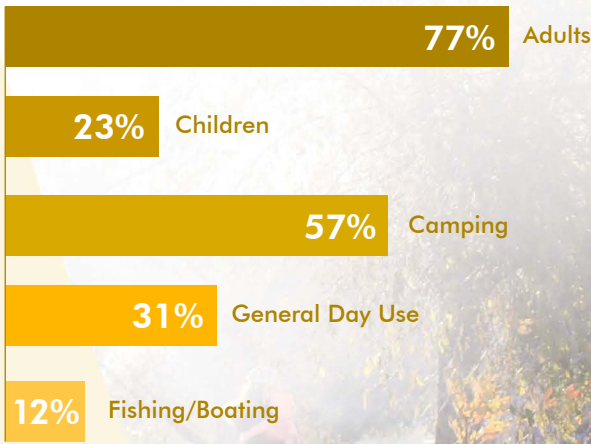 77% Adults
23% Children
57% Camping
31% General Day Use
12% Fishing/Boating